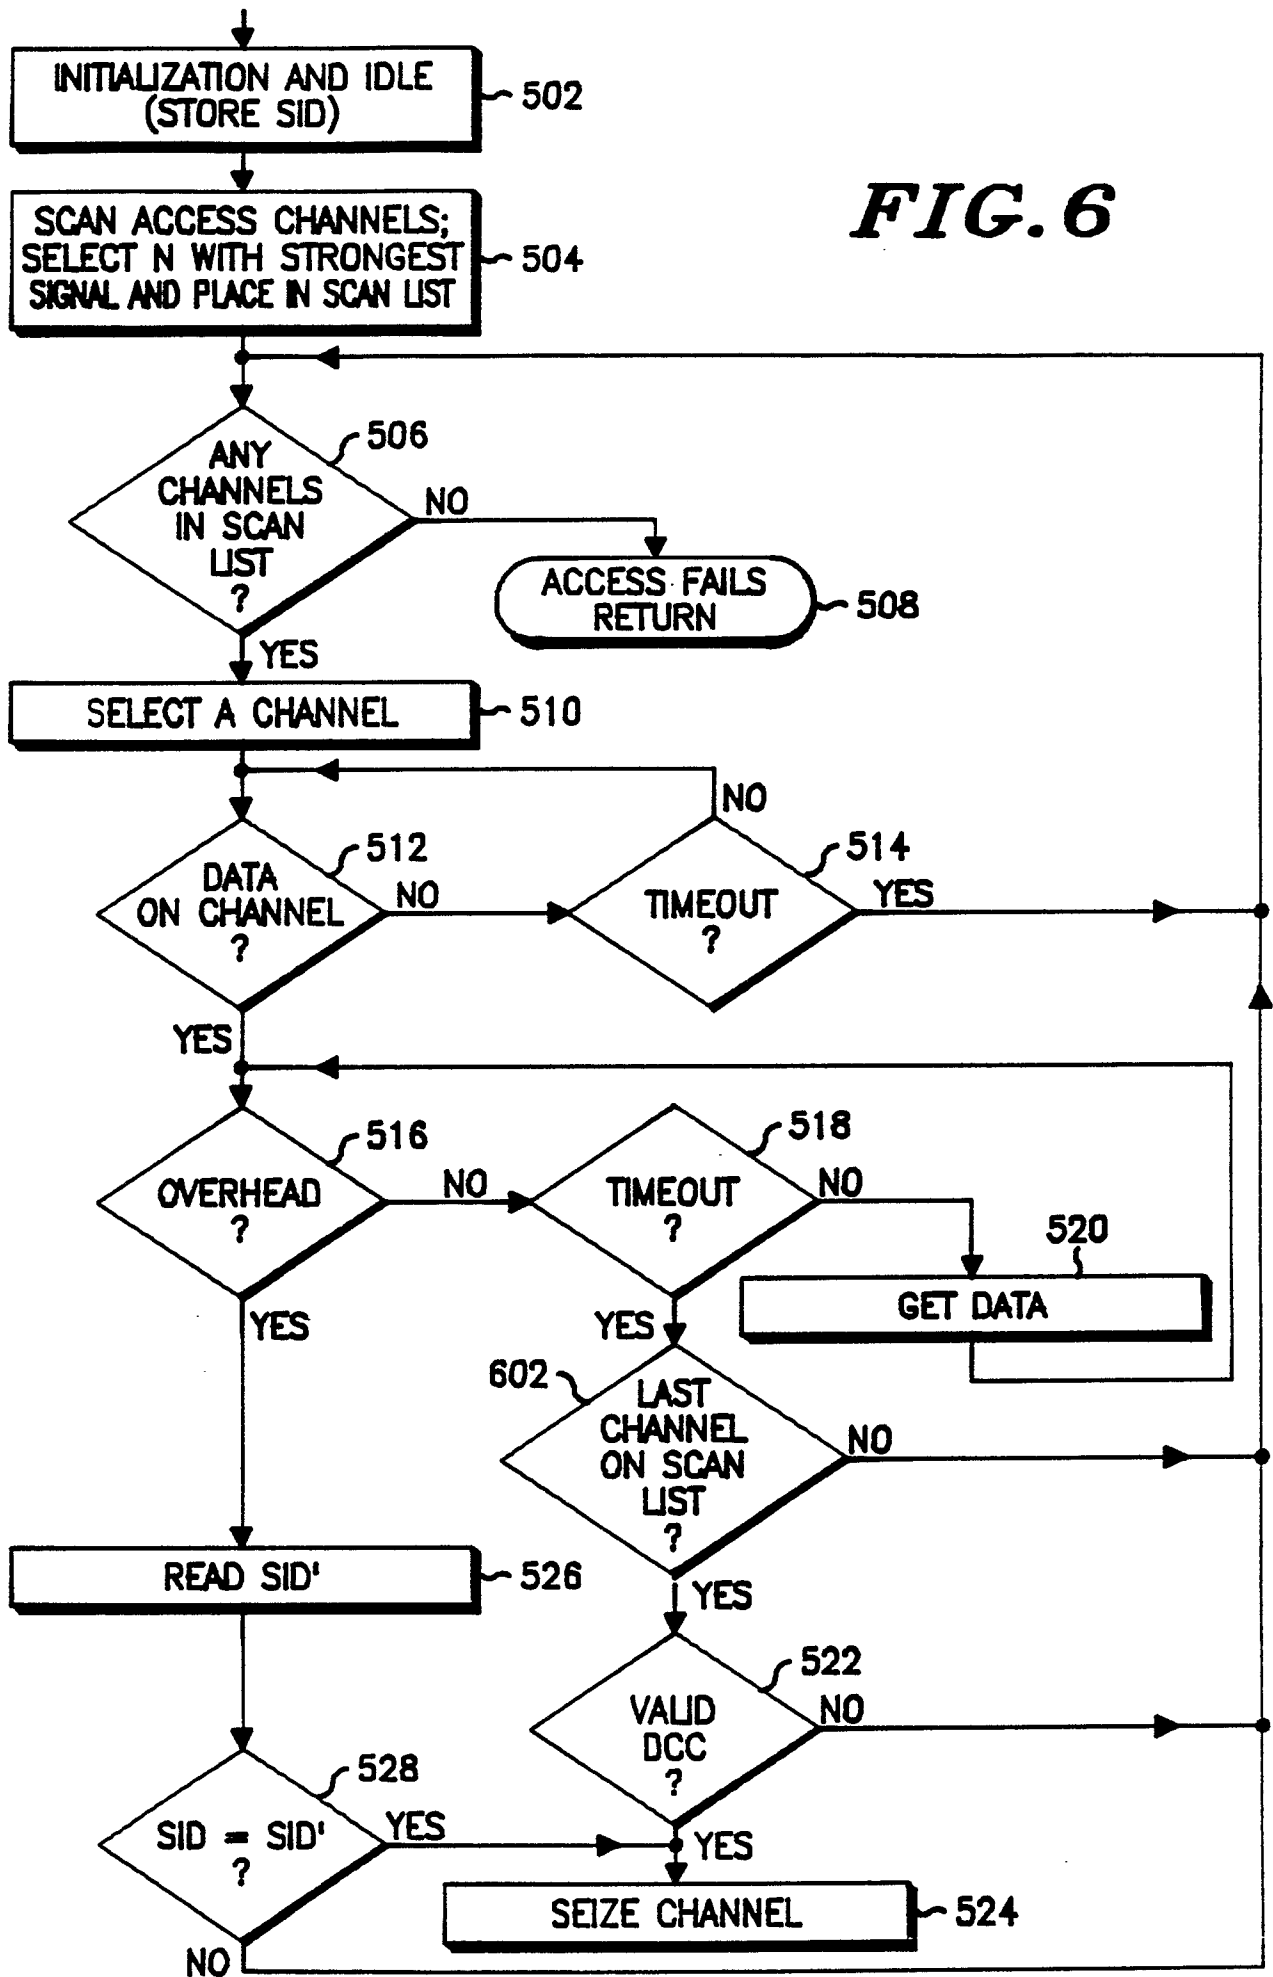 INITIALIZATION AND IDLE
(STORE SID)
502
FIG. 6
SCAN ACCESS CHANNELS;
SELECT N WITH STRONGEST
SIGNAL AND PLACE IN SCAN LIST
504
ANY
CHANNELS
IN SCAN
LIST
?
506
NO
ACCESS FAILS
RETURN
508
YES
SELECT A CHANNEL
510
DATA
ON CHANNEL
?
512
NO
TIMEOUT
?
514
NO
YES
YES
OVERHEAD
?
516
NO
TIMEOUT
?
518
NO
520
GET DATA
YES
YES
602
LAST
CHANNEL
ON SCAN
LIST
?
NO
READ SID'
526
YES
VALID
DCC
?
522
NO
SID = SID'
?
528
YES
YES
SEIZE CHANNEL
524
NO